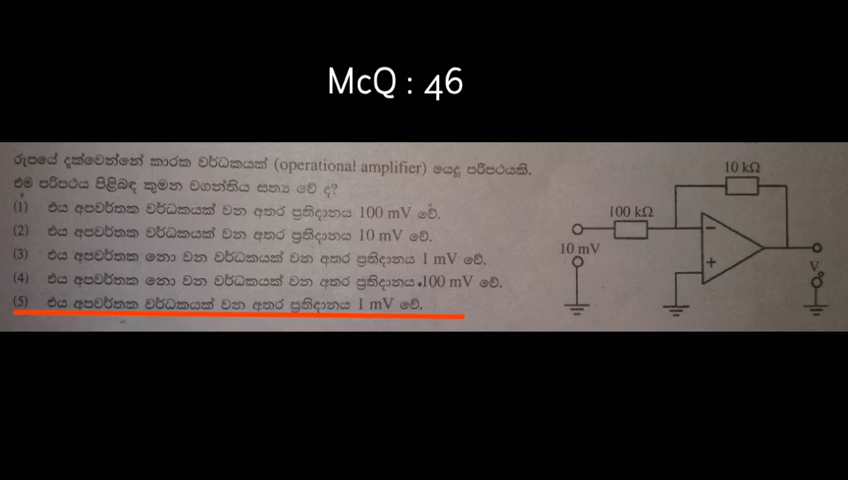 McQ : 46
රූපයේ දැක්වෙන්නේ කාරක වර්ධකයක් (operational amplifier) යෙදූ පරිපථයකි.
එම පරිපථය පිළිබඳ කුමන වගන්තිය සත්‍ය වේ ද?
(1) එය අපවර්තක වර්ධකයක් වන අතර ප්‍රතිදානය 100 mV වේ.
(2) එය අපවර්තක වර්ධකයක් වන අතර ප්‍රතිදානය 10 mV වේ.
(3) එය අපවර්තක නො වන වර්ධකයක් වන අතර ප්‍රතිදානය 1 mV වේ.
(4) එය අපවර්තක නො වන වර්ධකයක් වන අතර ප්‍රතිදානය 100 mV වේ.
(5) එය අපවර්තක වර්ධකයක් වන අතර ප්‍රතිදානය 1 mV වේ.
10 kΩ
100 kΩ
10 mV
−
+
V₀